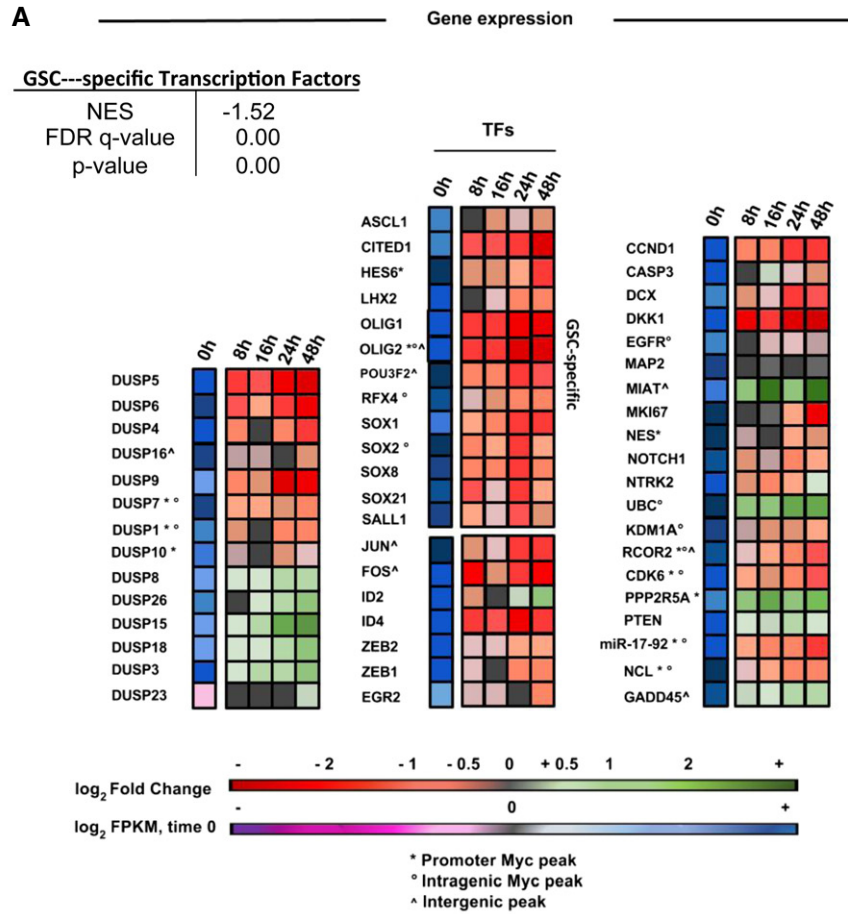 A
Gene expression
GSC---specific Transcription Factors
NES -1.52
FDR q-value 0.00
p-value 0.00
0h 8h 16h 24h 48h
DUSP5
DUSP6
DUSP4
DUSP16^
DUSP9
DUSP7 * °
DUSP1 * °
DUSP10 *
DUSP8
DUSP26
DUSP15
DUSP18
DUSP3
DUSP23
TFs
0h 8h 16h 24h 48h
ASCL1
CITED1
HES6*
LHX2
OLIG1
OLIG2 *°^
POU3F2^
RFX4 °
SOX1
SOX2 °
SOX8
SOX21
SALL1
GSC-specific
JUN^
FOS^
ID2
ID4
ZEB2
ZEB1
EGR2
0h 8h 16h 24h 48h
CCND1
CASP3
DCX
DKK1
EGFR°
MAP2
MIAT^
MKI67
NES*
NOTCH1
NTRK2
UBC°
KDM1A°
RCOR2 *°^
CDK6 * °
PPP2R5A *
PTEN
miR-17-92 * °
NCL * °
GADD45^
- - 2 - 1 - 0.5 0 + 0.5 1 2 +
log2 Fold Change
- 0 +
log2 FPKM, time 0
* Promoter Myc peak
° Intragenic Myc peak
^ Intergenic peak